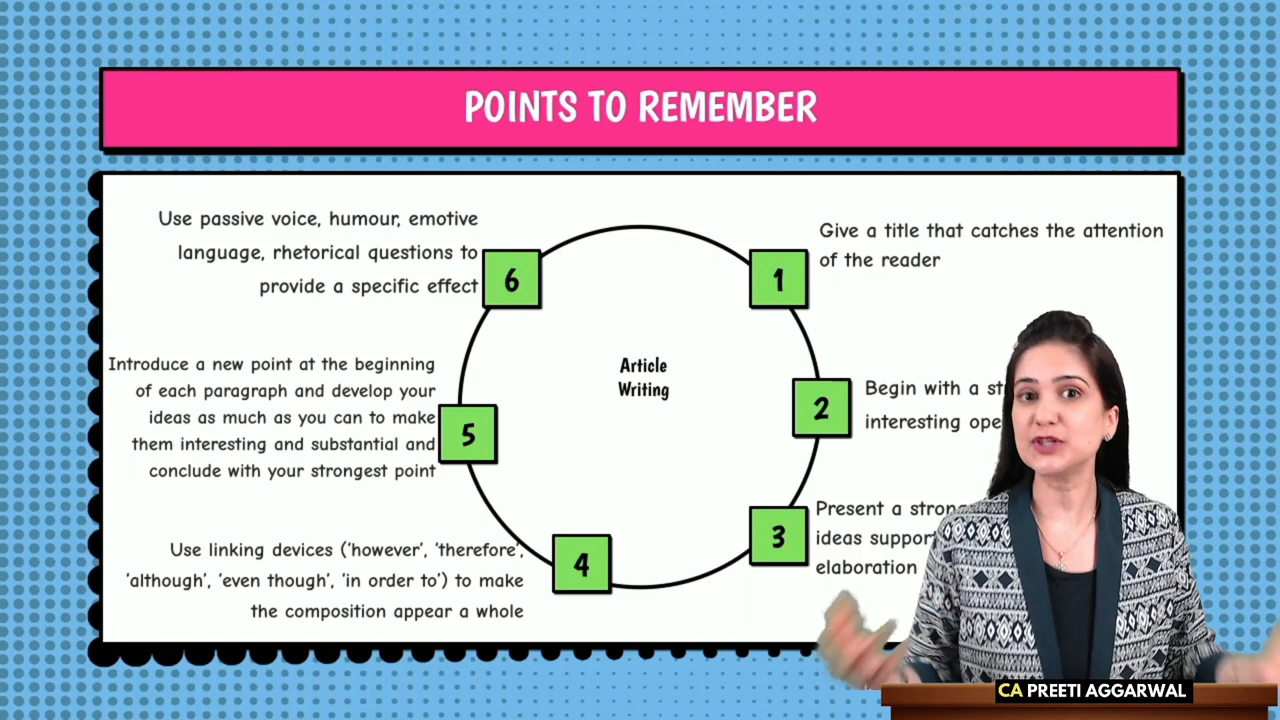 POINTS TO REMEMBER
Give a title that catches the attention
of the reader
1
Begin with a
interesting
2
Present a
ideas
elaboration
3
Use linking devices (‘however’, ‘therefore’,
‘although’, ‘even though’, ‘in order to’) to make
the composition appear a whole
4
Introduce a new point at the beginning
of each paragraph and develop your
ideas as much as you can to make
them interesting and substantial and
conclude with your strongest point
5
Use passive voice, humour, emotive
language, rhetorical questions to
provide a specific effect
6
Article
Writing
CA PREETI AGGARWAL